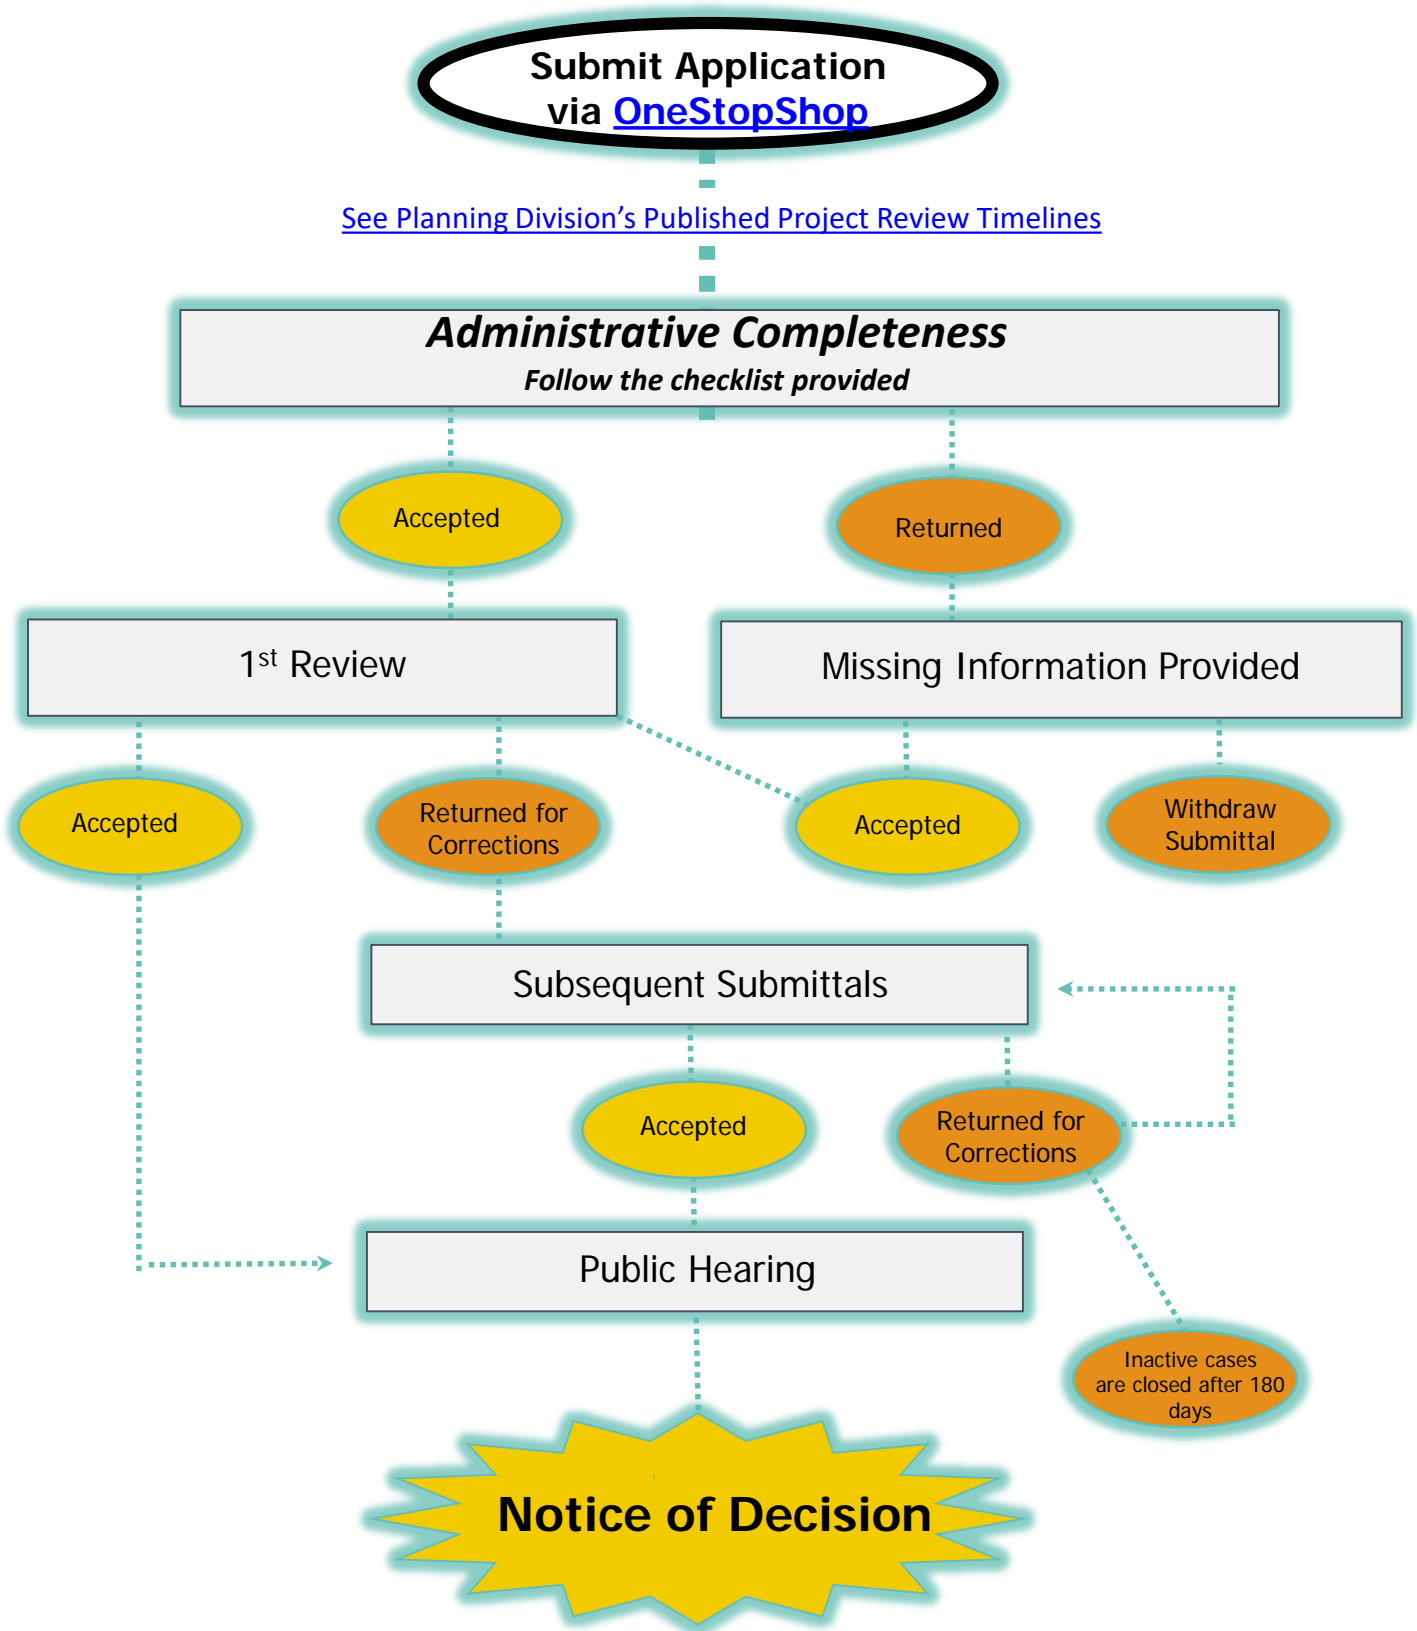 Submit Application
via OneStopShop
See Planning Division’s Published Project Review Timelines
Administrative Completeness
Follow the checklist provided
Accepted
Returned
1st Review
Missing Information Provided
Accepted
Returned for
Corrections
Accepted
Withdraw
Submittal
Subsequent Submittals
Accepted
Returned for
Corrections
Public Hearing
Inactive cases
are closed after 180
days
Notice of Decision